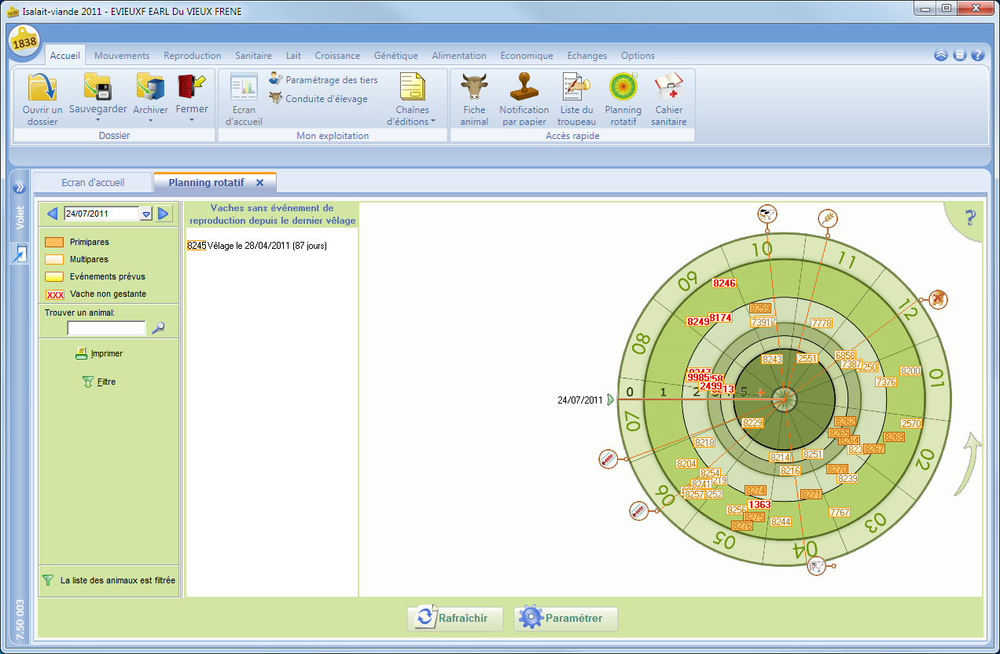 Isalait-viande 2011 - EVIEUXF EARL Du VIEUX FRENE
1838
1838
Accueil Mouvements Reproduction Sanitaire Lait Croissance Génétique Alimentation Economique Echanges Options
Ouvrir un dossier
Sauvegarder
Archiver
Fermer
Dossier
Ecran d'accueil
Paramétrage des tiers
Conduite d'élevage
Chaînes d'éditions
Mon exploitation
Fiche animal
Notification par papier
Liste du troupeau
Planning rotatif
Cahier sanitaire
Accès rapide
Volet
7.50 003
Ecran d'accueil
Planning rotatif
24/07/2011
Primipares
Multipares
Evénements prévus
XXX Vache non gestante
Trouver un animal:
Imprimer
Filtre
La liste des animaux est filtrée
Vaches sans événement de
reproduction depuis le dernier vêlage
8245 Vêlage le 28/04/2011 (87 jours)
?
10
11
12
01
02
03
04
05
06
07
08
09
24/07/2011
0 1 2 5
8246
8259
7391
7778
8249
8174
8243
2551
6858
7387
8200
7376
9985
2499
8229
8262
8265
8264
2570
8269
8267
8218
8214
8251
8216
8270
8239
8204
8254
8241
8257
8252
8274
8271
1363
8256
8275
8276
8244
7767
Rafraîchir
Paramétrer